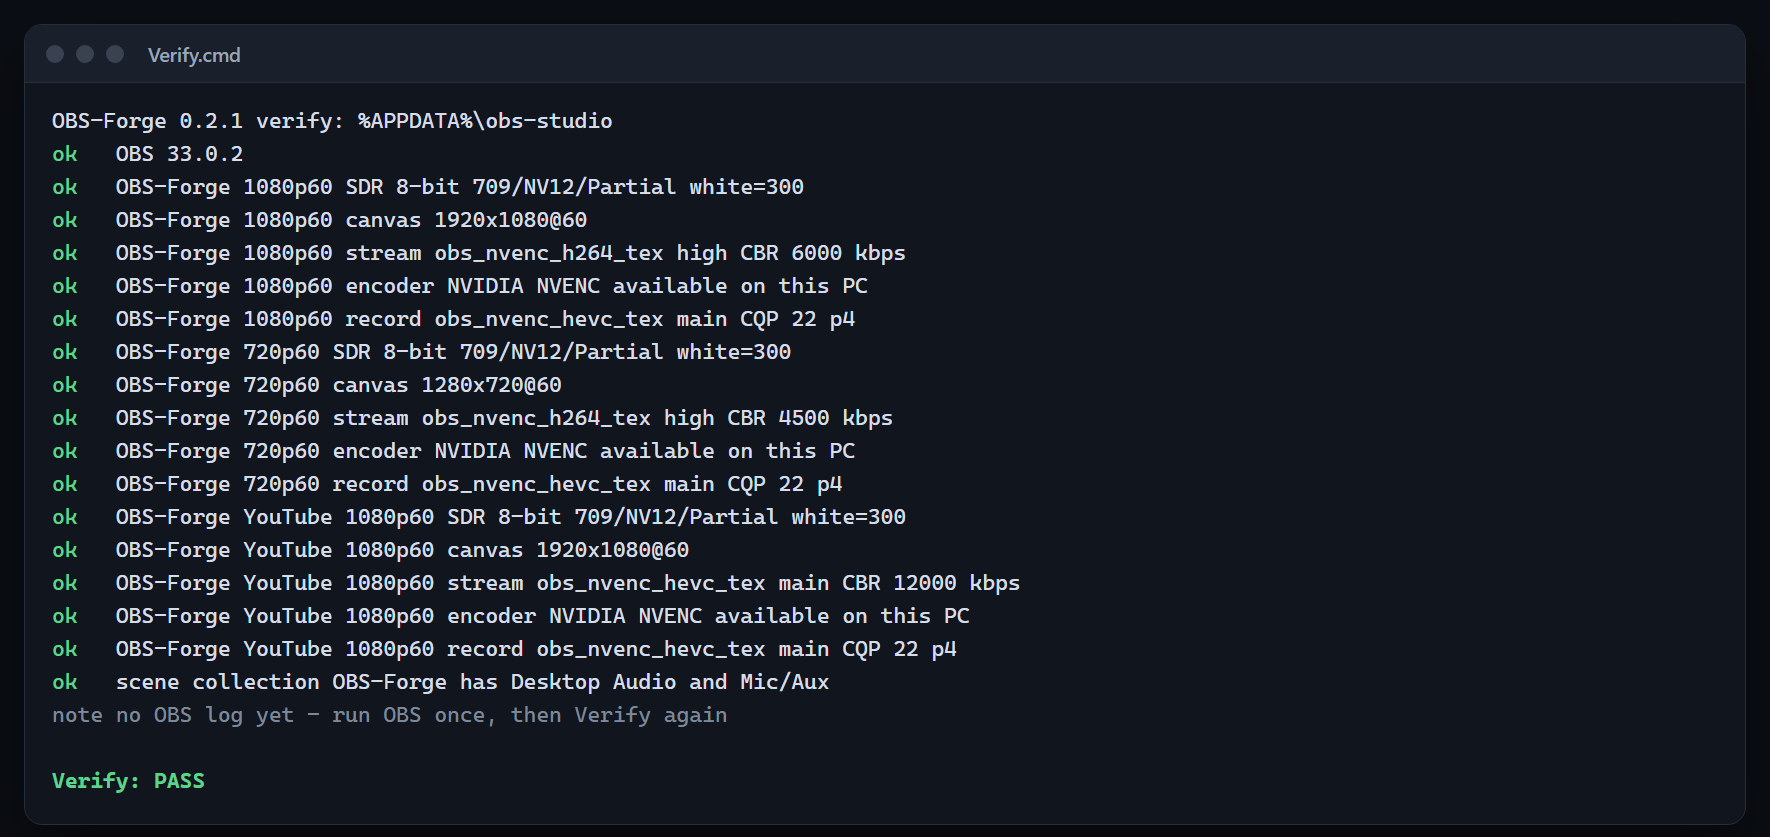 Verify.cmd
OBS-Forge 0.2.1 verify: %APPDATA%\obs-studio
ok   OBS 33.0.2
ok   OBS-Forge 1080p60 SDR 8-bit 709/NV12/Partial white=300
ok   OBS-Forge 1080p60 canvas 1920x1080@60
ok   OBS-Forge 1080p60 stream obs_nvenc_h264_tex high CBR 6000 kbps
ok   OBS-Forge 1080p60 encoder NVIDIA NVENC available on this PC
ok   OBS-Forge 1080p60 record obs_nvenc_hevc_tex main CQP 22 p4
ok   OBS-Forge 720p60 SDR 8-bit 709/NV12/Partial white=300
ok   OBS-Forge 720p60 canvas 1280x720@60
ok   OBS-Forge 720p60 stream obs_nvenc_h264_tex high CBR 4500 kbps
ok   OBS-Forge 720p60 encoder NVIDIA NVENC available on this PC
ok   OBS-Forge 720p60 record obs_nvenc_hevc_tex main CQP 22 p4
ok   OBS-Forge YouTube 1080p60 SDR 8-bit 709/NV12/Partial white=300
ok   OBS-Forge YouTube 1080p60 canvas 1920x1080@60
ok   OBS-Forge YouTube 1080p60 stream obs_nvenc_hevc_tex main CBR 12000 kbps
ok   OBS-Forge YouTube 1080p60 encoder NVIDIA NVENC available on this PC
ok   OBS-Forge YouTube 1080p60 record obs_nvenc_hevc_tex main CQP 22 p4
ok   scene collection OBS-Forge has Desktop Audio and Mic/Aux
note no OBS log yet - run OBS once, then Verify again
Verify: PASS